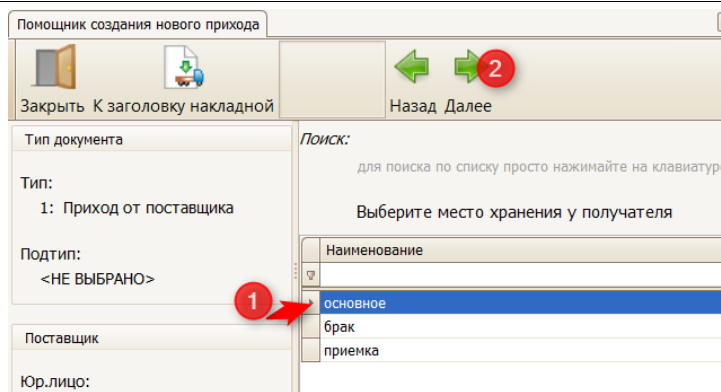 Помощник создания нового прихода
Закрыть К заголовку накладной Назад Далее 2
Тип документа
Тип:
1: Приход от поставщика
Подтип:
<НЕ ВЫБРАНО>
Поставщик
Юр.лицо:
Поиск:
для поиска по списку просто нажимайте на
Выберите место хранения у получателя
Наименование
1
основное
брак
приемка